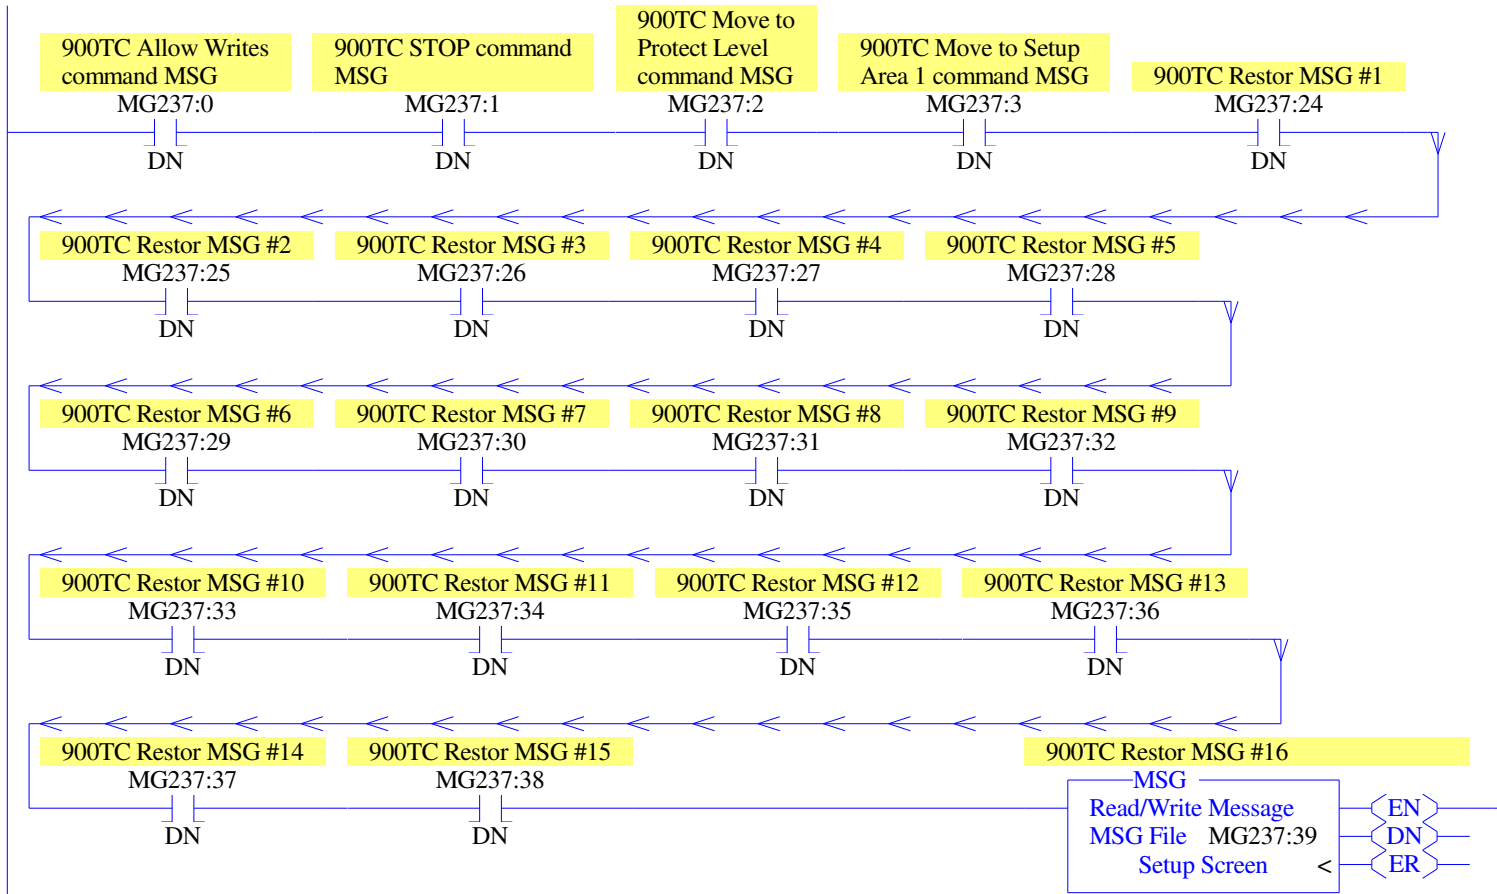 900TC Allow Writes
command MSG
MG237:0
DN
900TC STOP command
MSG
MG237:1
DN
900TC Move to
Protect Level
command MSG
MG237:2
DN
900TC Move to Setup
Area 1 command MSG
MG237:3
DN
900TC Restor MSG #1
MG237:24
DN
900TC Restor MSG #2
MG237:25
DN
900TC Restor MSG #3
MG237:26
DN
900TC Restor MSG #4
MG237:27
DN
900TC Restor MSG #5
MG237:28
DN
900TC Restor MSG #6
MG237:29
DN
900TC Restor MSG #7
MG237:30
DN
900TC Restor MSG #8
MG237:31
DN
900TC Restor MSG #9
MG237:32
DN
900TC Restor MSG #10
MG237:33
DN
900TC Restor MSG #11
MG237:34
DN
900TC Restor MSG #12
MG237:35
DN
900TC Restor MSG #13
MG237:36
DN
900TC Restor MSG #14
MG237:37
DN
900TC Restor MSG #15
MG237:38
DN
900TC Restor MSG #16
MSG
Read/Write Message
MSG File MG237:39
Setup Screen <
EN
DN
ER